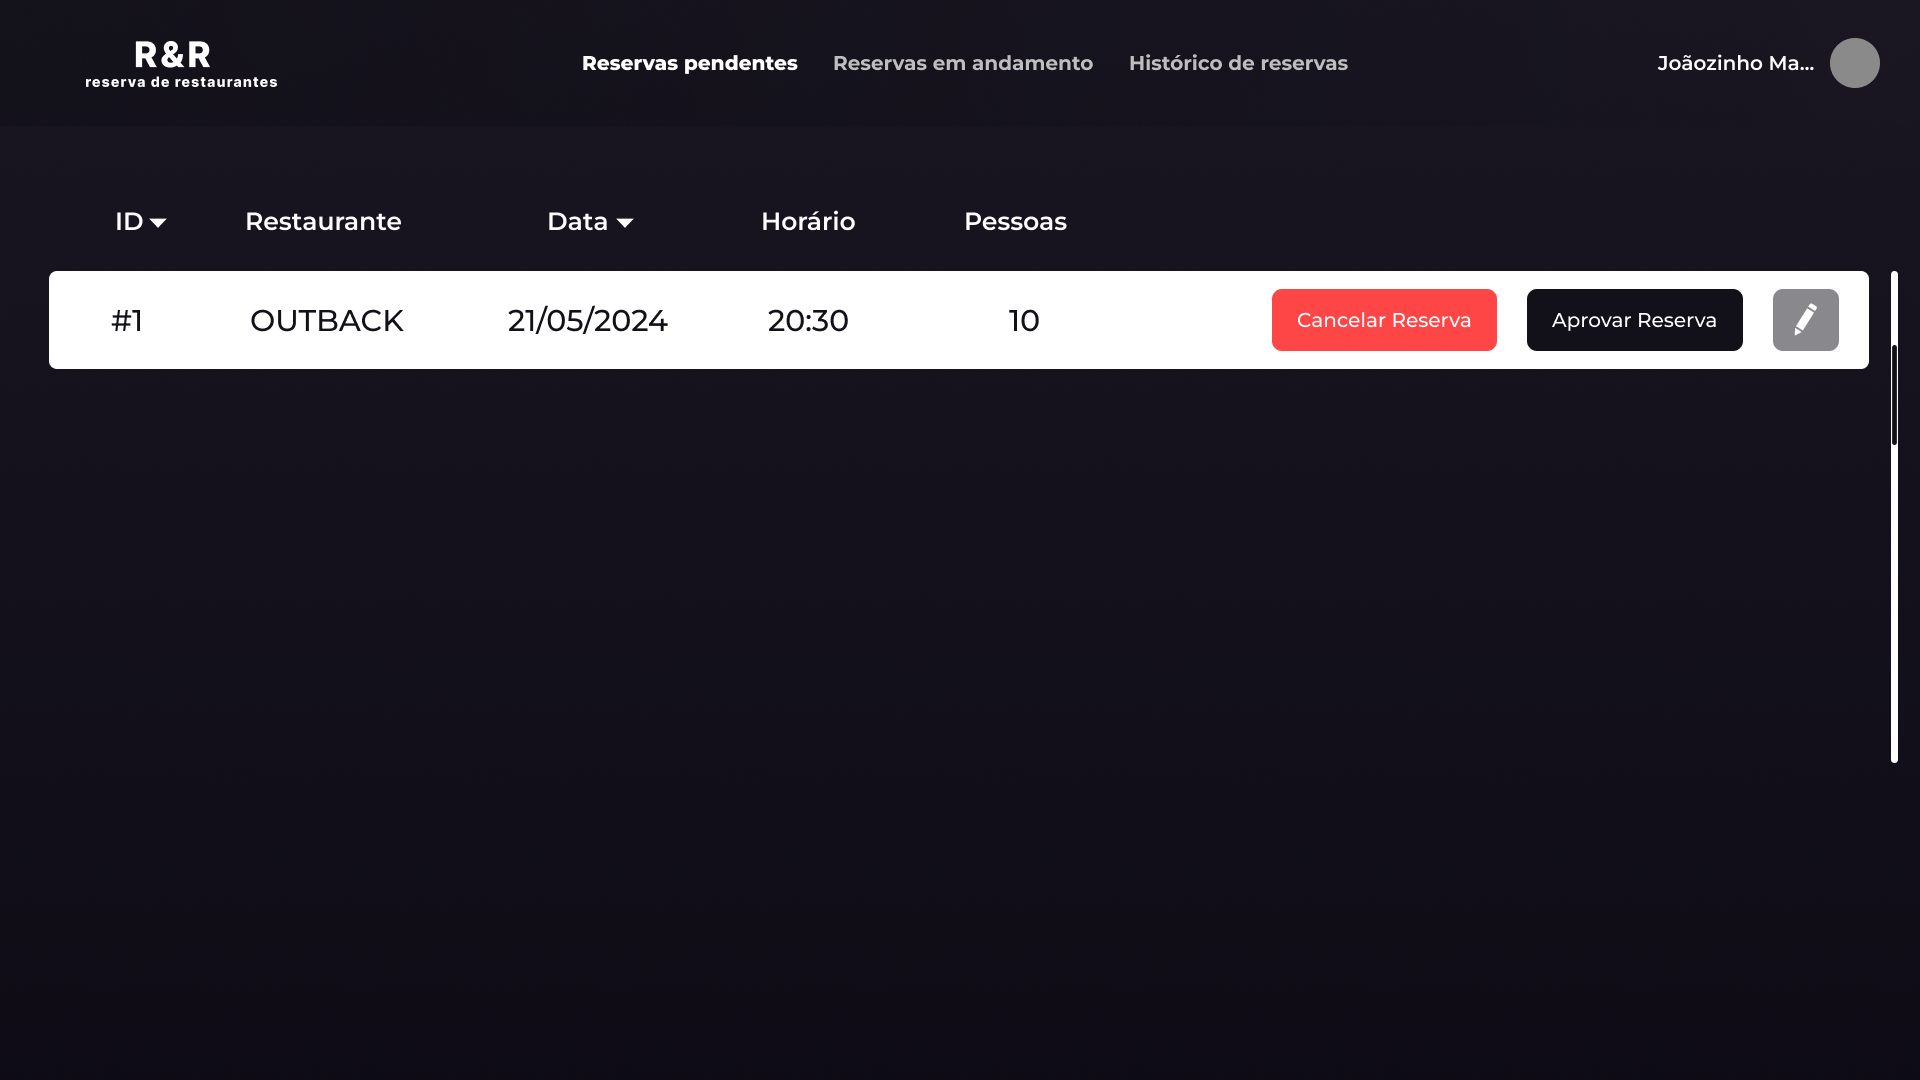 R&R
reserva de restaurantes
Reservas pendentes Reservas em andamento Histórico de reservas
Joãozinho Ma...
ID Restaurante Data Horário Pessoas
#1 OUTBACK 21/05/2024 20:30 10 Cancelar Reserva Aprovar Reserva